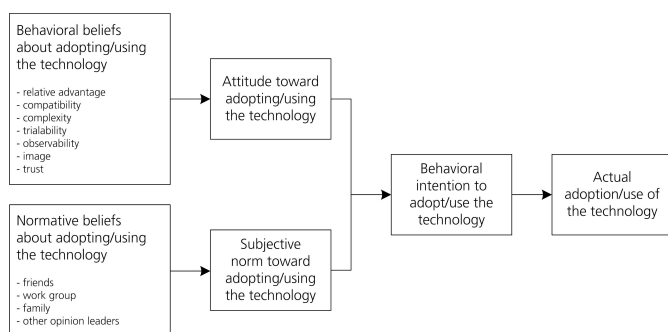 Behavioral beliefs
about adopting/using
the technology
- relative advantage
- compatibility
- complexity
- trialability
- observability
- image
- trust
Attitude toward
adopting/using
the technology
Behavioral
intention to
adopt/use the
technology
Actual
adoption/use of
the technology
Normative beliefs
about adopting/using
the technology
- friends
- work group
- family
- other opinion leaders
Subjective
norm toward
adopting/using
the technology